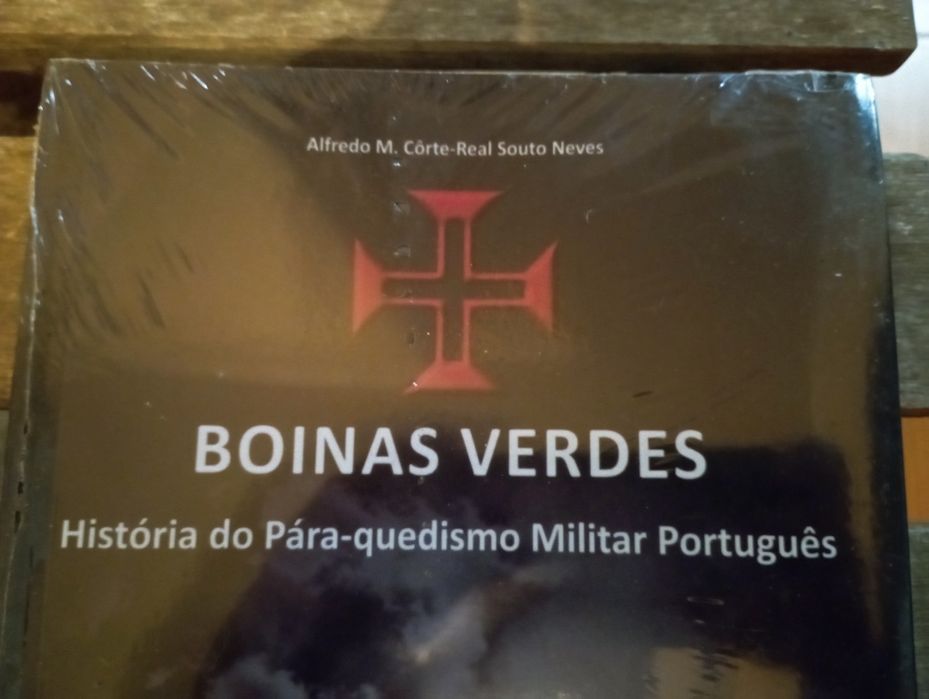 Alfredo M. Côrte-Real Souto Neves
BOINAS VERDES
História do Pára-quedismo Militar Português